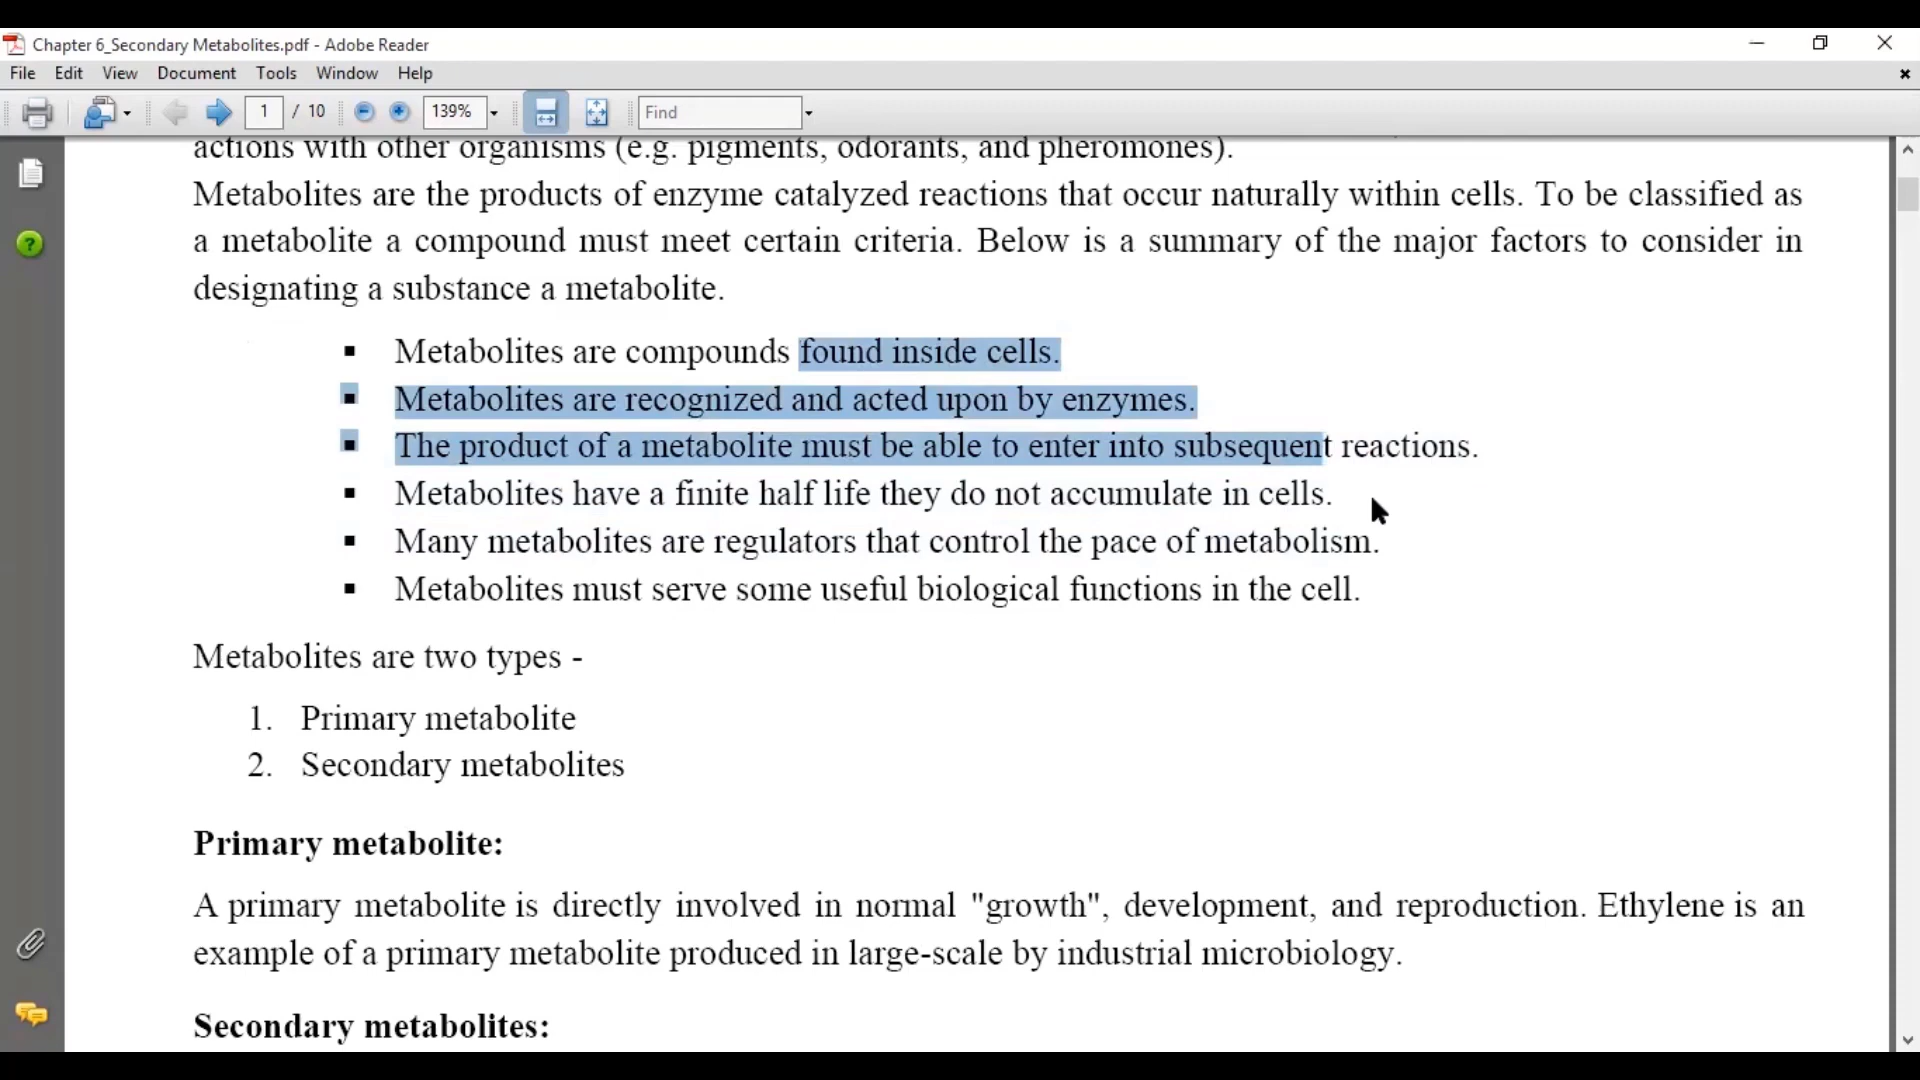 Chapter 6_Secondary Metabolites.pdf - Adobe Reader
File Edit View Document Tools Window Help
1 / 10 139% Find
actions with other organisms (e.g. pigments, odorants, and pheromones).
Metabolites are the products of enzyme catalyzed reactions that occur naturally within cells. To be classified as
a metabolite a compound must meet certain criteria. Below is a summary of the major factors to consider in
designating a substance a metabolite.
▪ Metabolites are compounds found inside cells.
▪ Metabolites are recognized and acted upon by enzymes.
▪ The product of a metabolite must be able to enter into subsequent reactions.
▪ Metabolites have a finite half life they do not accumulate in cells.
▪ Many metabolites are regulators that control the pace of metabolism.
▪ Metabolites must serve some useful biological functions in the cell.
Metabolites are two types -
1. Primary metabolite
2. Secondary metabolites
Primary metabolite:
A primary metabolite is directly involved in normal "growth", development, and reproduction. Ethylene is an
example of a primary metabolite produced in large-scale by industrial microbiology.
Secondary metabolites: